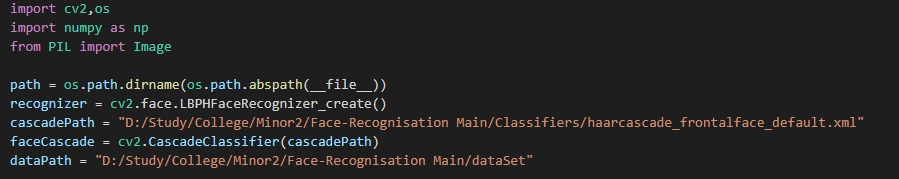 import cv2,os
import numpy as np
from PIL import Image
path = os.path.dirname(os.path.abspath(__file__))
recognizer = cv2.face.LBPHFaceRecognizer_create()
cascadePath = "D:/Study/College/Minor2/Face-Recognisation Main/Classifiers/haarcascade_frontalface_default.xml"
faceCascade = cv2.CascadeClassifier(cascadePath)
dataPath = "D:/Study/College/Minor2/Face-Recognisation Main/dataSet"